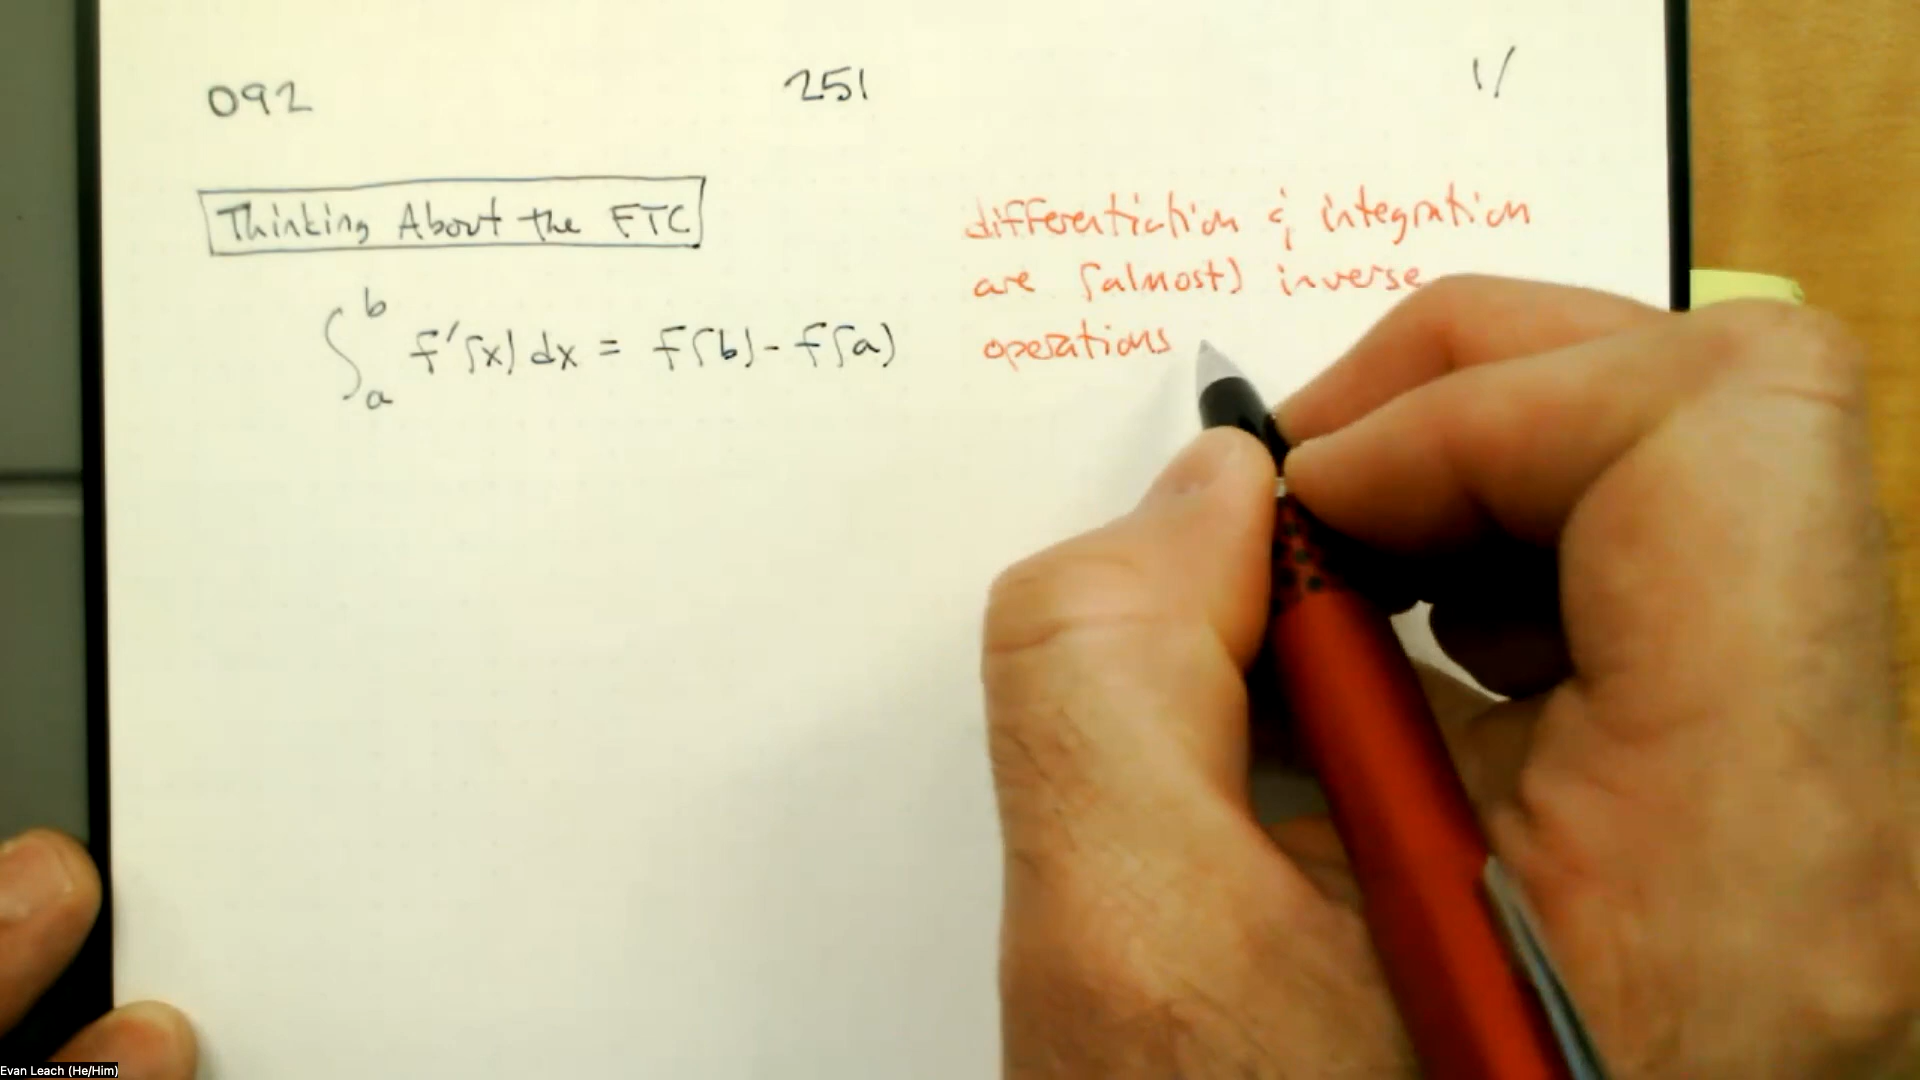 092 251 1/
Thinking About the FTC
∫_a^b f'(x) dx = f(b) - f(a)
differentiation & integration
are (almost) inverse
operations
Evan Leach (He/Him)